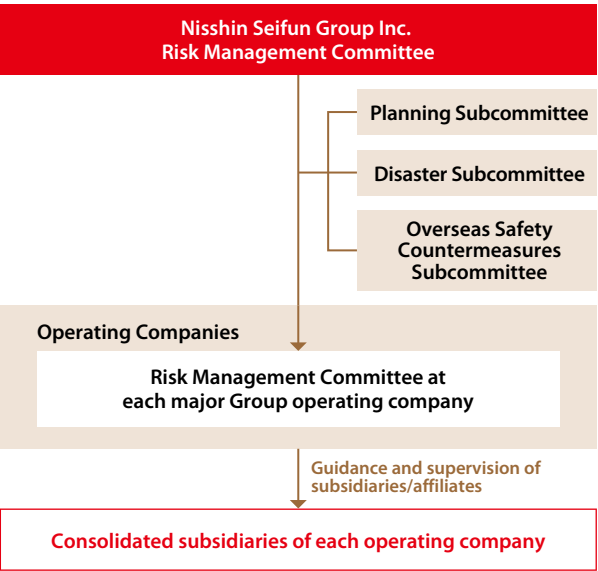 Nisshin Seifun Group Inc.
Risk Management Committee
Planning Subcommittee
Disaster Subcommittee
Overseas Safety
Countermeasures
Subcommittee
Operating Companies
Risk Management Committee at
each major Group operating company
Guidance and supervision of
subsidiaries/affiliates
Consolidated subsidiaries of each operating company